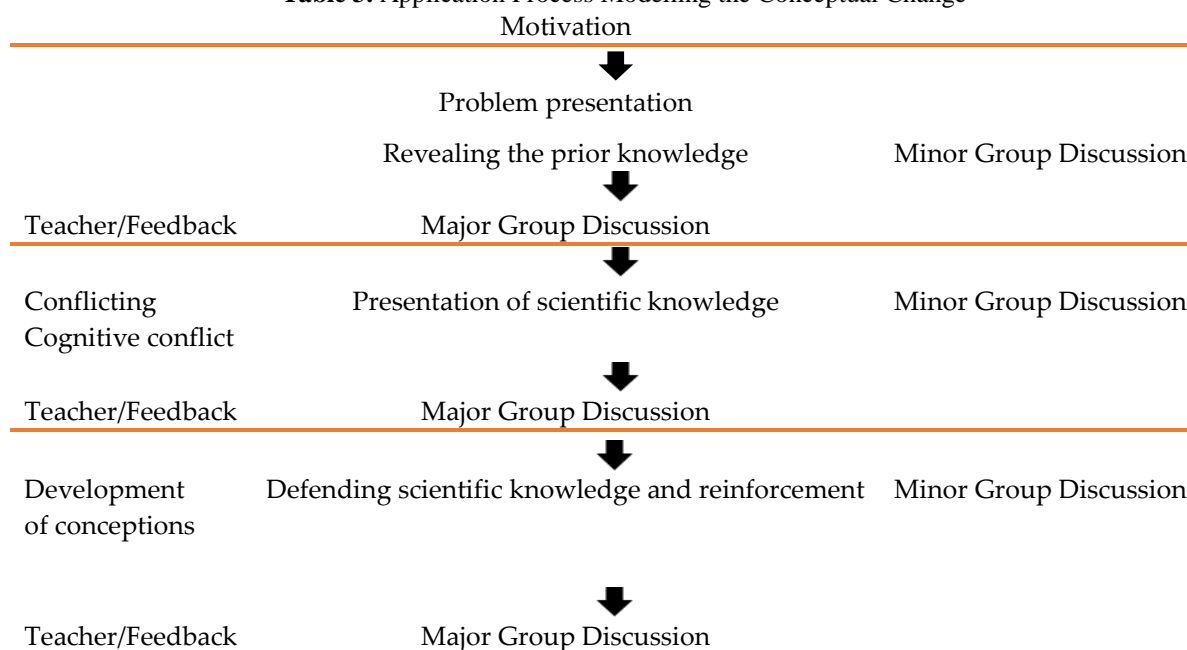 Table 3. Application Process Modelling the Conceptual Change
Motivation
Problem presentation
Revealing the prior knowledge Minor Group Discussion
Teacher/Feedback Major Group Discussion
Conflicting Presentation of scientific knowledge Minor Group Discussion
Cognitive conflict
Teacher/Feedback Major Group Discussion
Development Defending scientific knowledge and reinforcement Minor Group Discussion
of conceptions
Teacher/Feedback Major Group Discussion